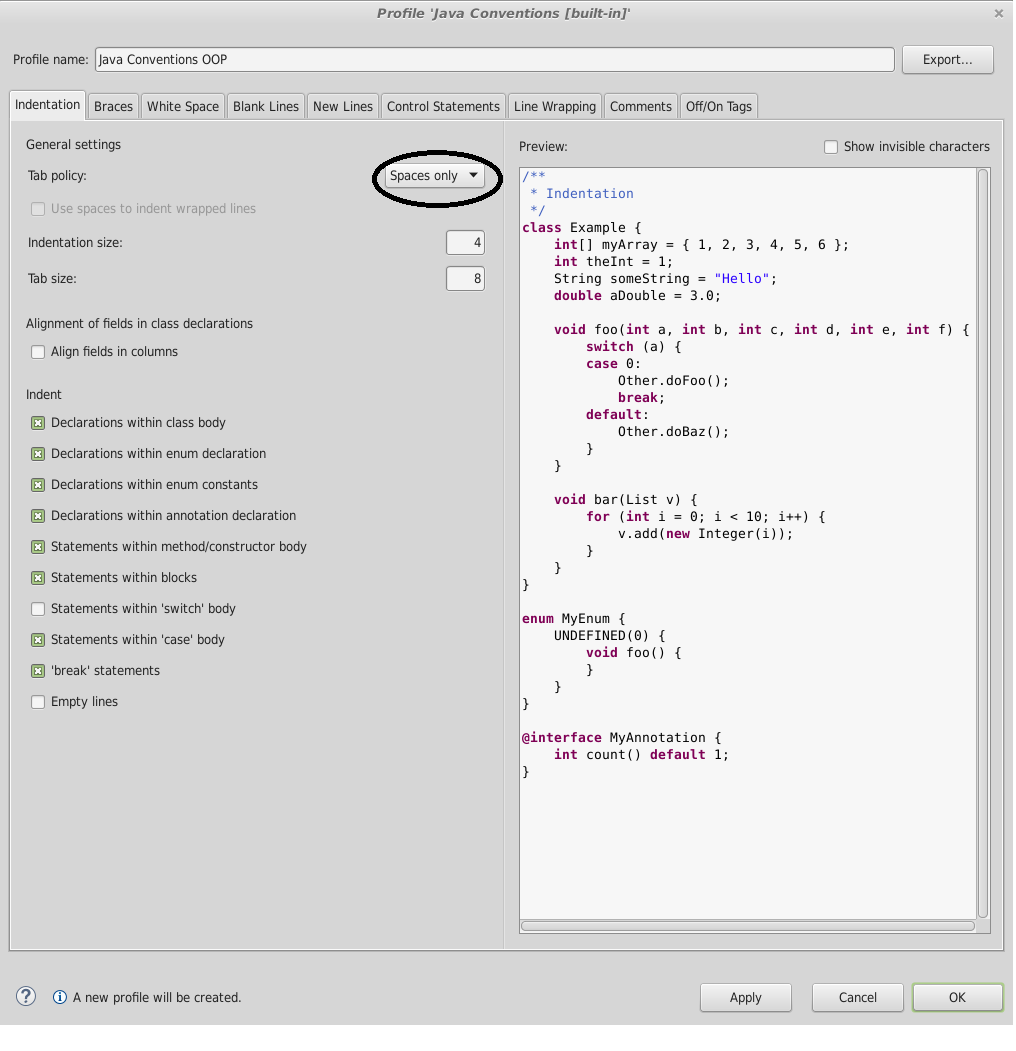 Profile 'Java Conventions [built-in]'
Profile name: Java Conventions OOP Export...
Indentation Braces White Space Blank Lines New Lines Control Statements Line Wrapping Comments Off/On Tags
General settings
Tab policy: Spaces only
Use spaces to indent wrapped lines
Indentation size: 4
Tab size: 8
Alignment of fields in class declarations
Align fields in columns
Indent
Declarations within class body
Declarations within enum declaration
Declarations within enum constants
Declarations within annotation declaration
Statements within method/constructor body
Statements within blocks
Statements within 'switch' body
Statements within 'case' body
'break' statements
Empty lines
Preview: Show invisible characters
/**
 * Indentation
 */
class Example {
    int[] myArray = { 1, 2, 3, 4, 5, 6 };
    int theInt = 1;
    String someString = "Hello";
    double aDouble = 3.0;

    void foo(int a, int b, int c, int d, int e, int f) {
        switch (a) {
        case 0:
            Other.doFoo();
            break;
        default:
            Other.doBaz();
        }
    }

    void bar(List v) {
        for (int i = 0; i < 10; i++) {
            v.add(new Integer(i));
        }
    }
}

enum MyEnum {
    UNDEFINED(0) {
        void foo() {
        }
    }
}

@interface MyAnnotation {
    int count() default 1;
}
? i A new profile will be created. Apply Cancel OK